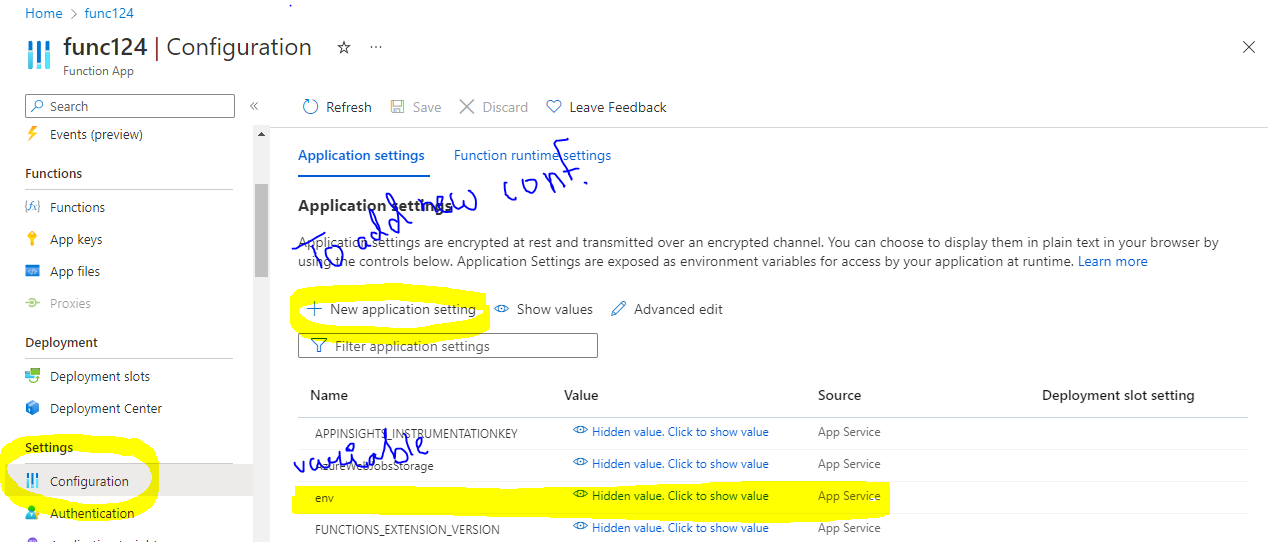 Home > func124
func124 | Configuration ☆ ...
Function App
Search «
Refresh Save Discard Leave Feedback
Events (preview)
Functions
Functions
App keys
App files
Proxies
Deployment
Deployment slots
Deployment Center
Settings
Configuration
Authentication
Application settings Function runtime settings
To add new conf.
Application settings
Application settings are encrypted at rest and transmitted over an encrypted channel. You can choose to display them in plain text in your browser by
using the controls below. Application Settings are exposed as environment variables for access by your application at runtime. Learn more
+ New application setting Show values Advanced edit
Filter application settings
Name Value Source Deployment slot setting
APPINSIGHTS_INSTRUMENTATIONKEY Hidden value. Click to show value App Service
variable
AzureWebJobsStorage Hidden value. Click to show value App Service
env Hidden value. Click to show value App Service
FUNCTIONS_EXTENSION_VERSION Hidden value. Click to show value App Service